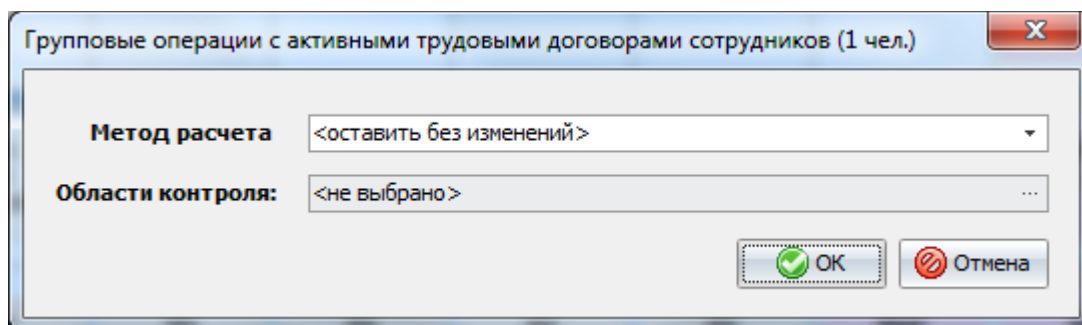 Групповые операции с активными трудовыми договорами сотрудников (1 чел.)
Метод расчета <оставить без изменений>
Области контроля: <не выбрано> ...
OK Отмена